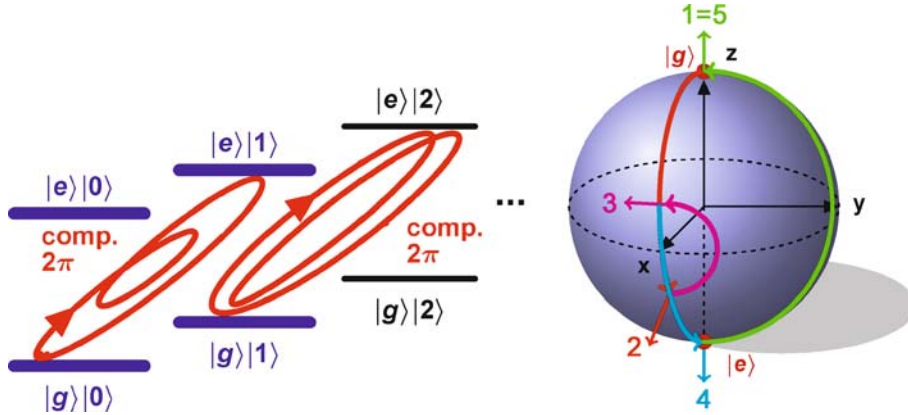 |e⟩|0⟩
|e⟩|1⟩
|e⟩|2⟩
comp.
2π
comp.
2π
...
|g⟩|0⟩
|g⟩|1⟩
|g⟩|2⟩
1=5
|g⟩
z
3
y
x
2
|e⟩
4